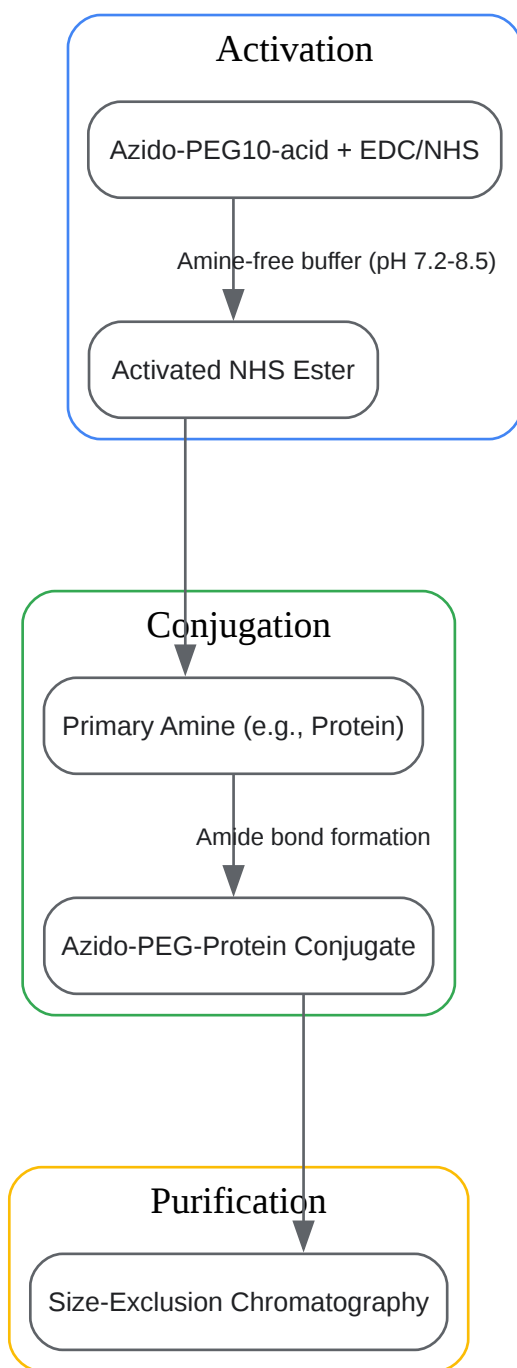 Activation
Azido-PEG10-acid + EDC/NHS
Amine-free buffer (pH 7.2-8.5)
Activated NHS Ester
Conjugation
Primary Amine (e.g., Protein)
Amide bond formation
Azido-PEG-Protein Conjugate
Purification
Size-Exclusion Chromatography